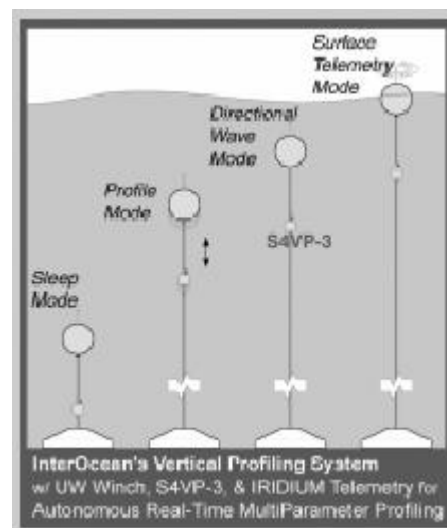 Surface
Telemetry
Mode
Directional
Wave
Mode
Profile
Mode
S4VP-3
Sleep
Mode
InterOcean's Vertical Profiling System
w/ UW Winch, S4VP-3, & IRIDIUM Telemetry for
Autonomous Real-Time MultiParameter Profiling